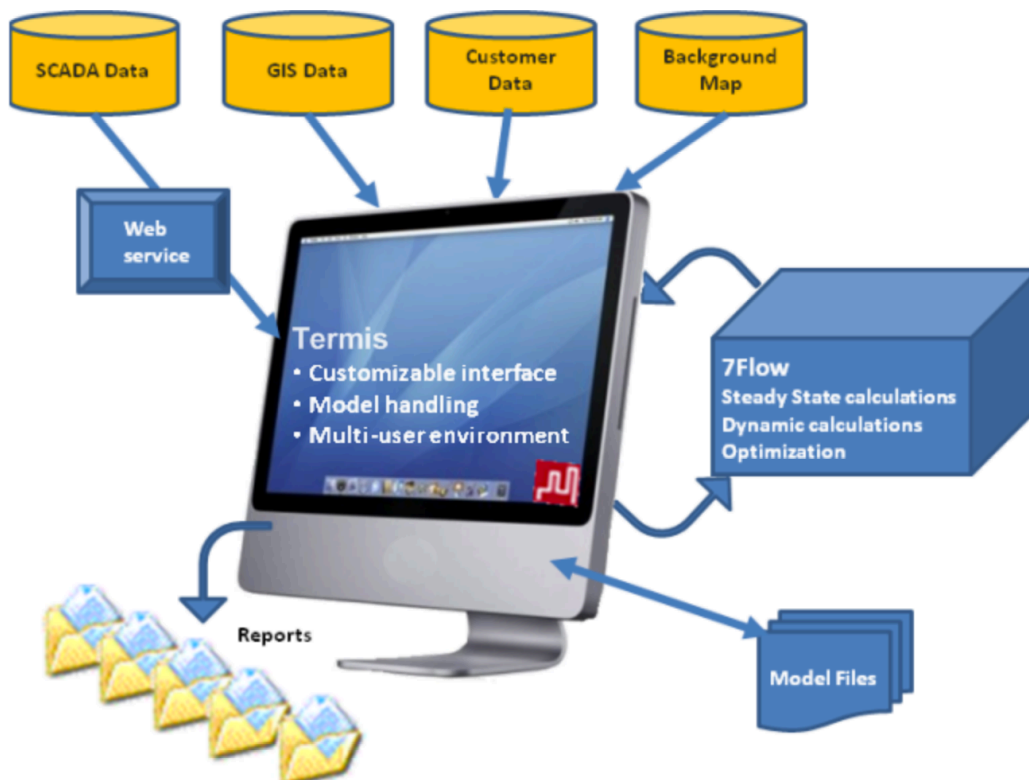 SCADA Data
GIS Data
Customer
Data
Background
Map
Web
service
Termis
• Customizable interface
• Model handling
• Multi-user environment
7Flow
Steady State calculations
Dynamic calculations
Optimization
Reports
Model Files